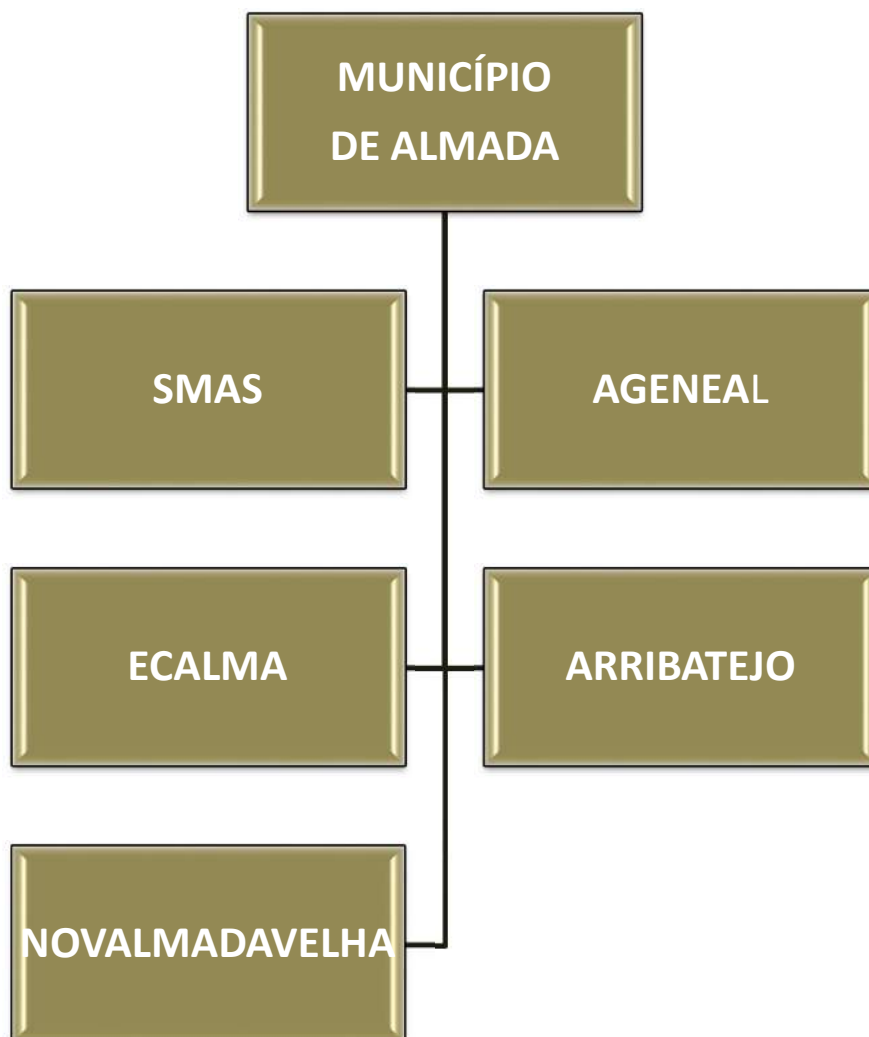 MUNICÍPIO
DE ALMADA
SMAS
AGENEAL
ECALMA
ARRIBATEJO
NOVALMADAVELHA